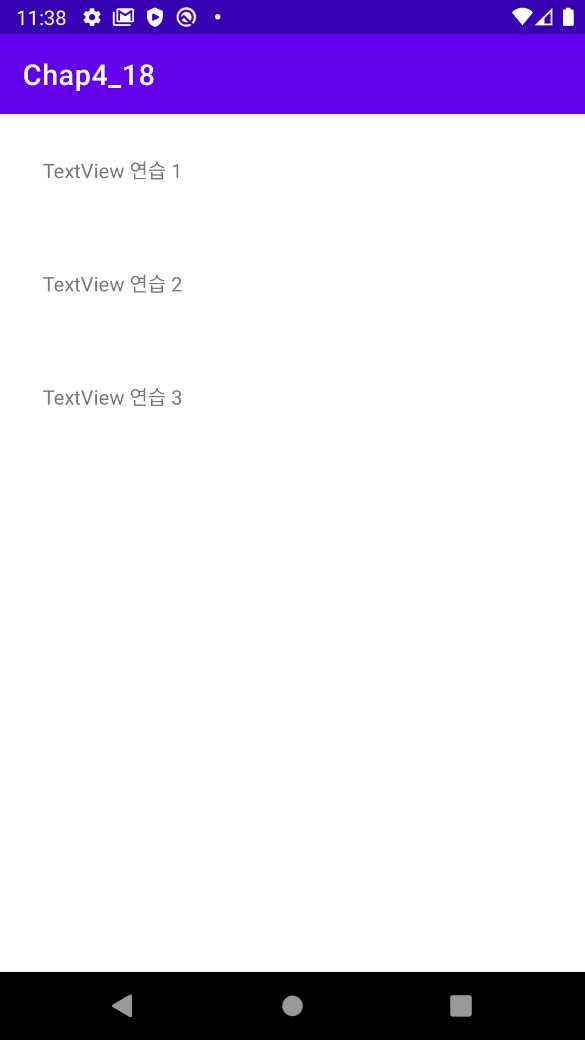 11:38
Chap4_18
TextView 연습 1
TextView 연습 2
TextView 연습 3